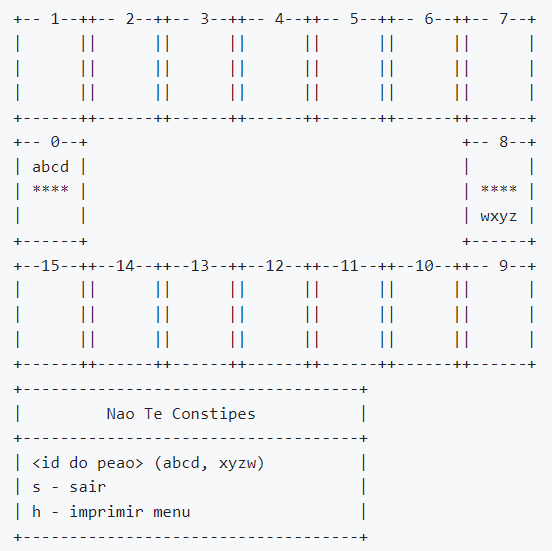 +-- 1--++-- 2--++-- 3--++-- 4--++-- 5--++-- 6--++-- 7--+
|      ||      ||      ||      ||      ||      ||      |
|      ||      ||      ||      ||      ||      ||      |
|      ||      ||      ||      ||      ||      ||      |
+------++------++------++------++------++------++------+
+-- 0--+                                        +-- 8--+
| abcd |                                        |      |
| **** |                                        | **** |
|      |                                        | wxyz |
+------+                                        +------+
+--15--++--14--++--13--++--12--++--11--++--10--++-- 9--+
|      ||      ||      ||      ||      ||      ||      |
|      ||      ||      ||      ||      ||      ||      |
|      ||      ||      ||      ||      ||      ||      |
+------++------++------++------++------++------++------+
+------------------------------------+
|         Nao Te Constipes           |
+------------------------------------+
| <id do peao> (abcd, xyzw)          |
| s - sair                           |
| h - imprimir menu                  |
+------------------------------------+